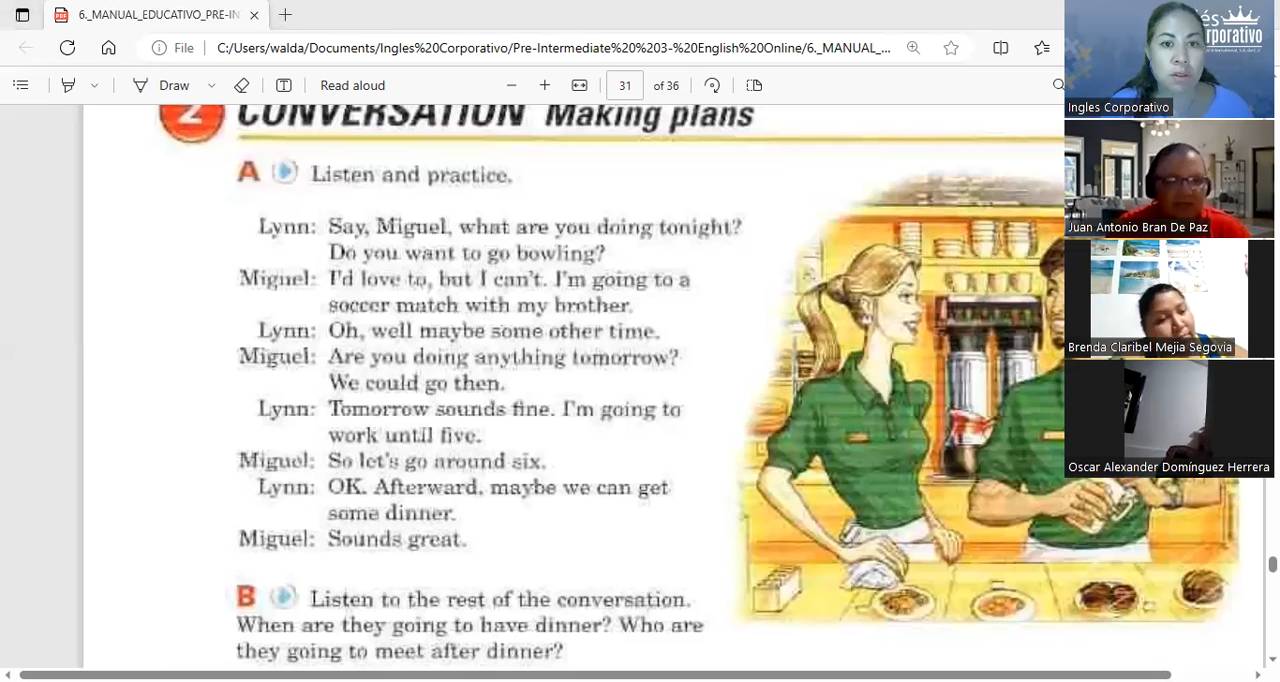 6._MANUAL_EDUCATIVO_PRE-IN
File
C:/Users/walda/Documents/Ingles%20Corporativo/Pre-Intermediate%20%203-%20English%20Online/6._MANUAL_...
Draw
Read aloud
31
of 36
2 CONVERSATION Making plans
A Listen and practice.
Lynn: Say, Miguel, what are you doing tonight?
Do you want to go bowling?
Miguel: I'd love to, but I can't. I'm going to a
soccer match with my brother.
Lynn: Oh, well maybe some other time.
Miguel: Are you doing anything tomorrow?
We could go then.
Lynn: Tomorrow sounds fine. I'm going to
work until five.
Miguel: So let's go around six.
Lynn: OK. Afterward, maybe we can get
some dinner.
Miguel: Sounds great.
B Listen to the rest of the conversation.
When are they going to have dinner? Who are
they going to meet after dinner?
és
rporativo
Ingles Corporativo
Juan Antonio Bran De Paz
Brenda Claribel Mejia Segovia
Oscar Alexander Domínguez Herrera